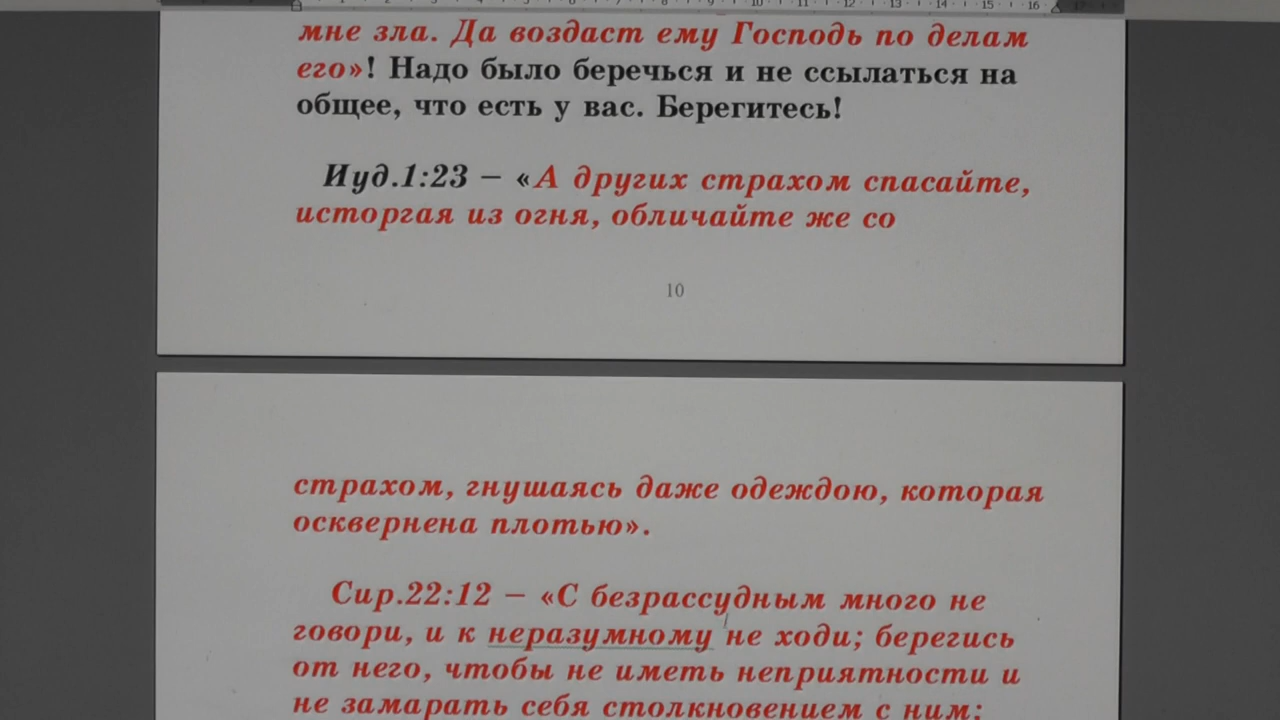 мне зла. Да воздаст ему Господь по делам
его»! Надо было беречься и не ссылаться на
общее, что есть у вас. Берегитесь!
Иуд.1:23 – «А других страхом спасайте,
исторгая из огня, обличайте же со
10
страхом, гнушаясь даже одеждою, которая
осквернена плотью».
Сир.22:12 – «С безрассудным много не
говори, и к неразумному не ходи; берегись
от него, чтобы не иметь неприятности и
не замарать себя столкновением с ним;